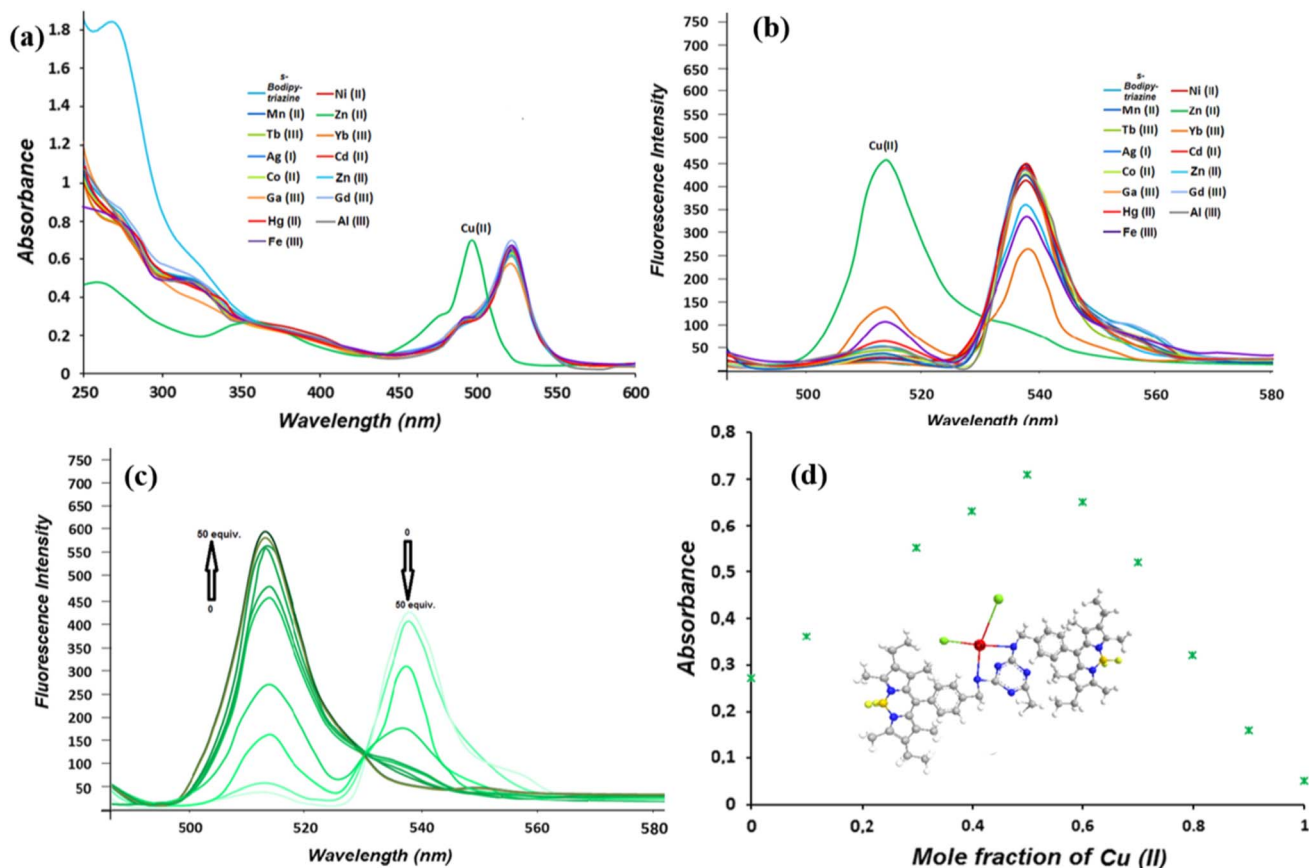 (a)
Absorbance
1.8
1.6
1.4
1.2
1
0.8
0.6
0.4
0.2
0
s-
Bodipy-
triazine
Ni (II)
Mn (II)
Zn (II)
Tb (III)
Yb (III)
Ag (I)
Cd (II)
Co (II)
Zn (II)
Ga (III)
Gd (III)
Hg (II)
Al (III)
Fe (III)
Cu(II)
250 300 350 400 450 500 550 600
Wavelength (nm)
(b)
Fluorescence Intensity
750
700
650
600
550
500
450
400
350
300
250
200
150
100
50
Cu(II)
s-
Bodipy-
triazine
Ni (II)
Mn (II)
Zn (II)
Tb (III)
Yb (III)
Ag (I)
Cd (II)
Co (II)
Zn (II)
Ga (III)
Gd (III)
Hg (II)
Al (III)
Fe (III)
500 520 540 560 580
Wavelength (nm)
(c)
Fluorescence Intensity
750
700
650
600
550
500
450
400
350
300
250
200
150
100
50
50 equiv.
0
0
50 equiv.
500 520 540 560 580
Wavelength (nm)
(d)
Absorbance
0.8
0.7
0.6
0.5
0.4
0.3
0.2
0.1
0
0 0,2 0.4 0.6 0.8 1
Mole fraction of Cu (II)